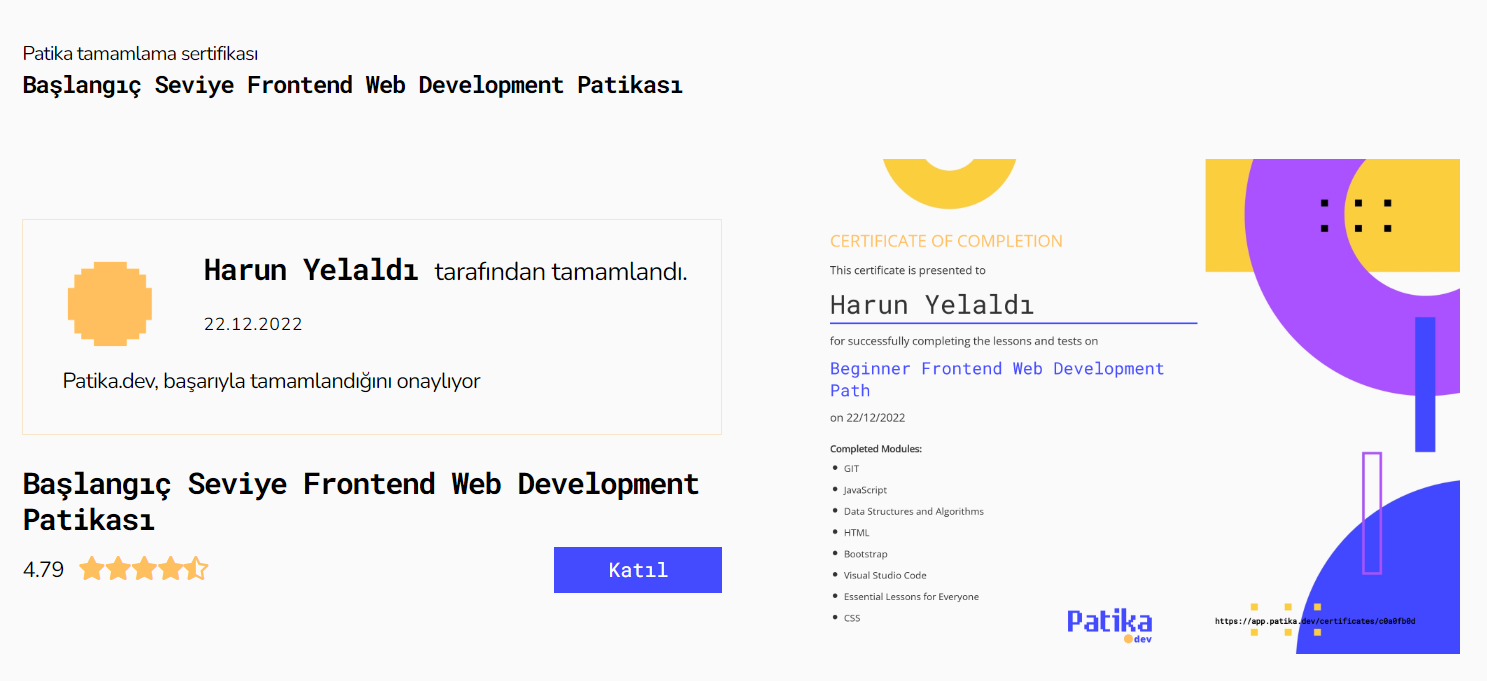 Patika tamamlama sertifikası
Başlangıç Seviye Frontend Web Development Patikası
Harun Yelaldı tarafından tamamlandı.
22.12.2022
Patika.dev, başarıyla tamamlandığını onaylıyor
Başlangıç Seviye Frontend Web Development
Patikası
4.79
Katıl
CERTIFICATE OF COMPLETION
This certificate is presented to
Harun Yelaldı
for successfully completing the lessons and tests on
Beginner Frontend Web Development
Path
on 22/12/2022
Completed Modules:
GIT
JavaScript
Data Structures and Algorithms
HTML
Bootstrap
Visual Studio Code
Essential Lessons for Everyone
CSS
Patika
dev
https://app.patika.dev/certificates/c0a0fb0d